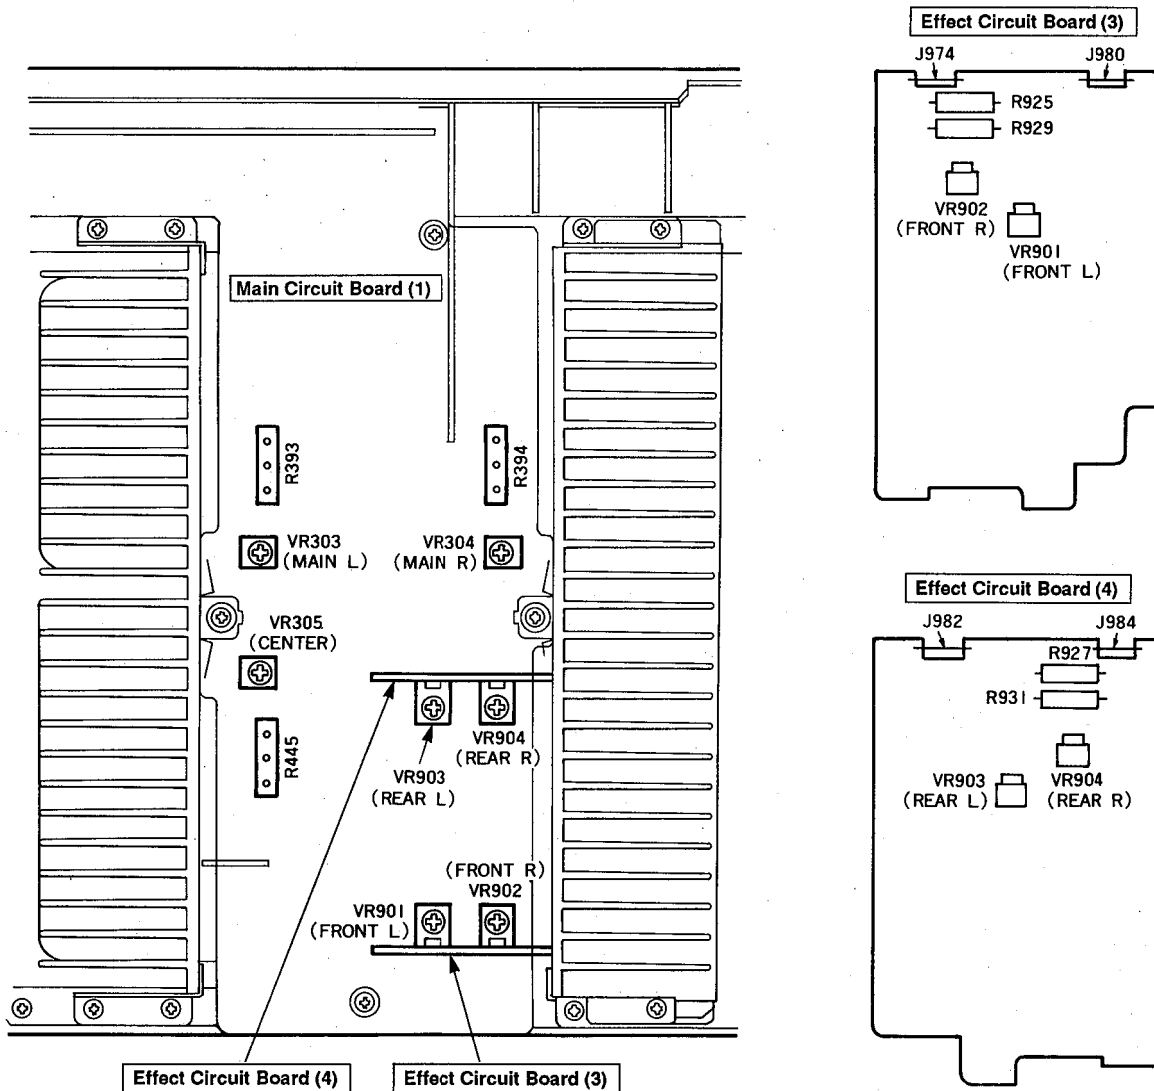 Effect Circuit Board (3)
J974
J980
R925
R929
VR902
(FRONT R)
VR901
(FRONT L)
Main Circuit Board (1)
R393
R394
VR303
(MAIN L)
VR304
(MAIN R)
VR305
(CENTER)
R445
VR903
(REAR L)
VR904
(REAR R)
(FRONT R)
VR902
VR901
(FRONT L)
Effect Circuit Board (4)
Effect Circuit Board (3)
Effect Circuit Board (4)
J982
J984
R927
R931
VR903
(REAR L)
VR904
(REAR R)